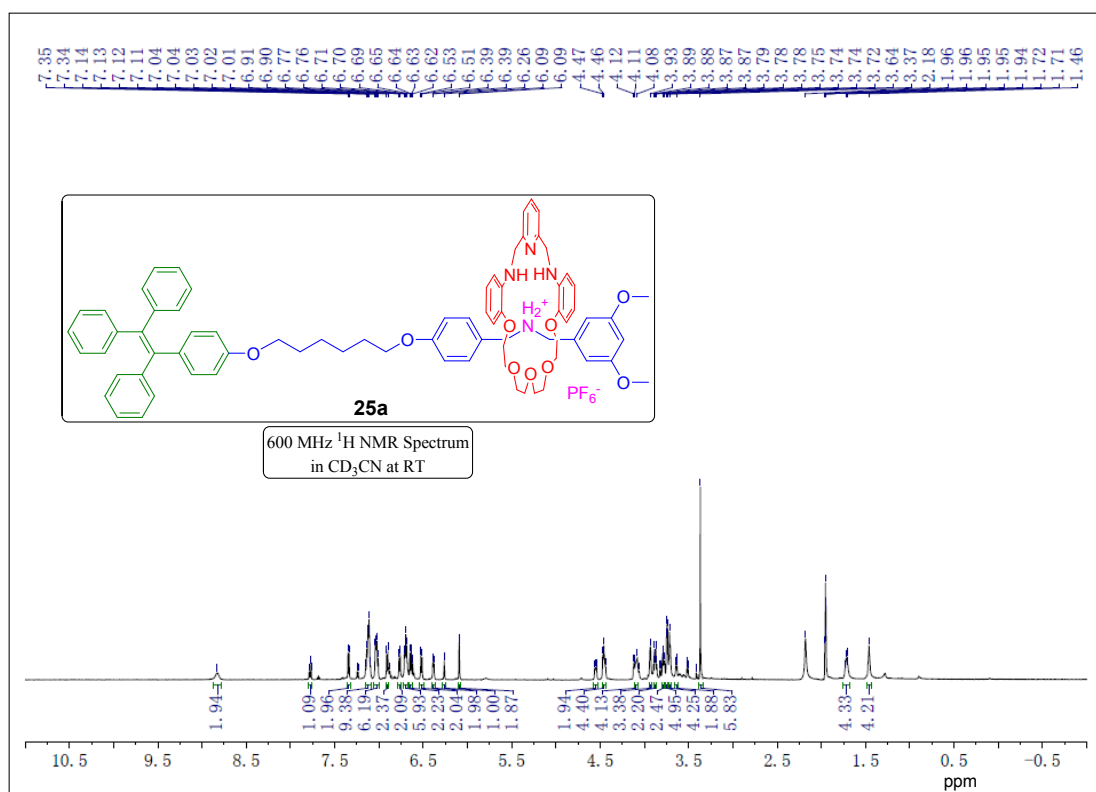 7.35 7.34 7.14 7.13 7.12 7.11 7.04 7.04 7.03 7.02 7.01 6.91 6.90 6.77 6.76 6.71 6.70 6.69 6.65 6.64 6.63 6.62 6.53 6.51 6.39 6.39 6.26 6.09 6.09 4.47 4.46 4.12 4.11 4.08 3.93 3.89 3.88 3.87 3.87 3.79 3.78 3.78 3.75 3.74 3.74 3.72 3.64 3.37 2.18 1.96 1.96 1.95 1.95 1.94 1.72 1.71 1.46
N
NH HN
O
H2+
O O N O
O O
O O
O
PF6-
25a
600 MHz 1H NMR Spectrum
in CD3CN at RT
1.94 1.09 1.96 9.38 6.19 2.37 2.09 5.93 2.23 2.04 1.98 1.00 1.87 1.94 4.40 4.13 3.38 2.20 2.47 4.95 4.25 1.88 5.83 4.33 4.21
10.5 9.5 8.5 7.5 6.5 5.5 4.5 3.5 2.5 1.5 0.5 -0.5
ppm